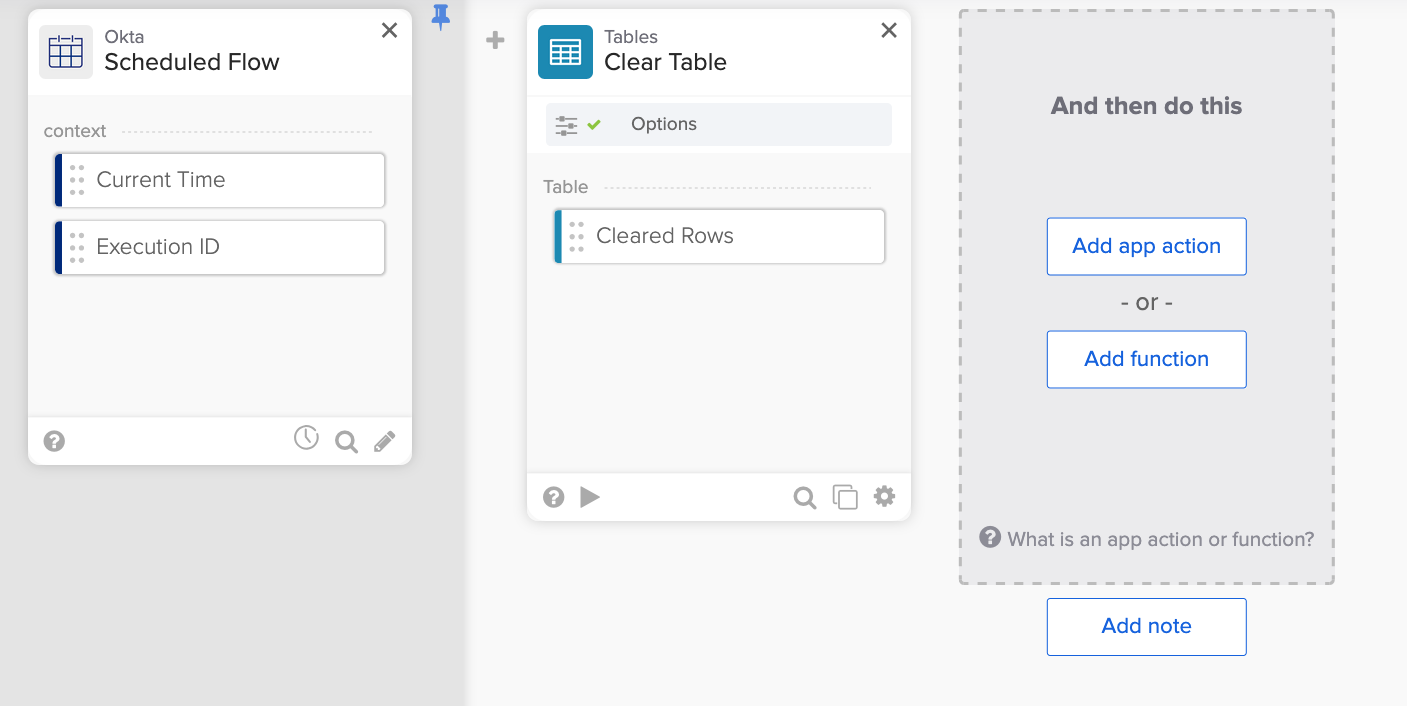 Okta
Scheduled Flow
context
Current Time
Execution ID
Tables
Clear Table
Options
Table
Cleared Rows
And then do this
Add app action
- or -
Add function
What is an app action or function?
Add note